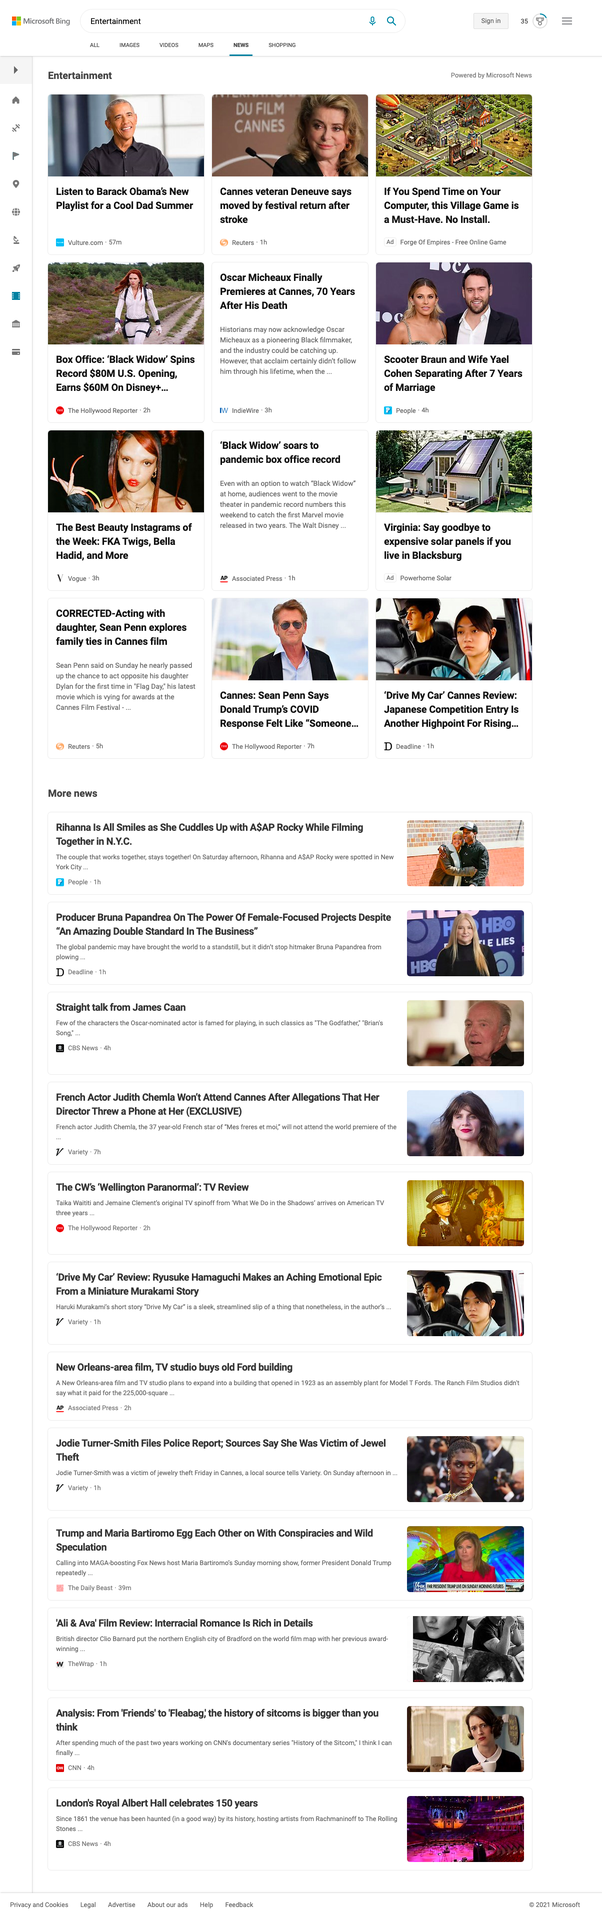 Microsoft Bing
Entertainment
Sign in
35
ALL
IMAGES
VIDEOS
MAPS
NEWS
SHOPPING
Entertainment
Powered by Microsoft News
INTERNATIONAL
DU FILM
CANNES
Listen to Barack Obama's New
Playlist for a Cool Dad Summer
Vulture.com · 57m
Cannes veteran Deneuve says
moved by festival return after
stroke
Reuters · 1h
If You Spend Time on Your
Computer, this Village Game is
a Must-Have. No Install.
Ad Forge Of Empires - Free Online Game
Box Office: 'Black Widow' Spins
Record $80M U.S. Opening,
Earns $60M On Disney+...
The Hollywood Reporter · 2h
Oscar Micheaux Finally
Premieres at Cannes, 70 Years
After His Death
Historians may now acknowledge Oscar
Micheaux as a pioneering Black filmmaker,
and the industry could be catching up.
However, that acclaim certainly didn't follow
him through his lifetime, when the ...
IW IndieWire · 3h
MOCA
Scooter Braun and Wife Yael
Cohen Separating After 7 Years
of Marriage
People · 4h
The Best Beauty Instagrams of
the Week: FKA Twigs, Bella
Hadid, and More
Vogue · 3h
'Black Widow' soars to
pandemic box office record
Even with an option to watch "Black Widow"
at home, audiences went to the movie
theater in pandemic record numbers this
weekend to catch the first Marvel movie
released in two years. The Walt Disney ...
AP Associated Press · 1h
Virginia: Say goodbye to
expensive solar panels if you
live in Blacksburg
Ad Powerhome Solar
CORRECTED-Acting with
daughter, Sean Penn explores
family ties in Cannes film
Sean Penn said on Sunday he nearly passed
up the chance to act opposite his daughter
Dylan for the first time in "Flag Day," his latest
movie which is vying for awards at the
Cannes Film Festival - ...
Reuters · 5h
Cannes: Sean Penn Says
Donald Trump's COVID
Response Felt Like "Someone...
The Hollywood Reporter · 7h
'Drive My Car' Cannes Review:
Japanese Competition Entry Is
Another Highpoint For Rising...
Deadline · 1h
More news
Rihanna Is All Smiles as She Cuddles Up with A$AP Rocky While Filming
Together in N.Y.C.
The couple that works together, stays together! On Saturday afternoon, Rihanna and A$AP Rocky were spotted in New
York City ...
People · 1h
Producer Bruna Papandrea On The Power Of Female-Focused Projects Despite
"An Amazing Double Standard In The Business"
The global pandemic may have brought the world to a standstill, but it didn't stop hitmaker Bruna Papandrea from
plowing ...
Deadline · 1h
HBO
LIES
HBO
Straight talk from James Caan
Few of the characters the Oscar-nominated actor is famed for playing, in such classics as "The Godfather," "Brian's
Song," ...
CBS News · 4h
French Actor Judith Chemla Won't Attend Cannes After Allegations That Her
Director Threw a Phone at Her (EXCLUSIVE)
French actor Judith Chemla, the 37 year-old French star of "Mes freres et moi," will not attend the world premiere of the
...
Variety · 7h
The CW's 'Wellington Paranormal': TV Review
Taika Waititi and Jemaine Clement's original TV spinoff from 'What We Do in the Shadows' arrives on American TV
three years ...
The Hollywood Reporter · 2h
'Drive My Car' Review: Ryusuke Hamaguchi Makes an Aching Emotional Epic
From a Miniature Murakami Story
Haruki Murakami's short story "Drive My Car" is a sleek, streamlined slip of a thing that nonetheless, in the author's ...
Variety · 1h
New Orleans-area film, TV studio buys old Ford building
A New Orleans-area film and TV studio plans to expand into a building that opened in 1923 as an assembly plant for Model T Fords. The Ranch Film Studios didn't
say what it paid for the 225,000-square ...
AP Associated Press · 2h
Jodie Turner-Smith Files Police Report; Sources Say She Was Victim of Jewel
Theft
Jodie Turner-Smith was a victim of jewelry theft Friday in Cannes, a local source tells Variety. On Sunday afternoon in ...
Variety · 1h
Trump and Maria Bartiromo Egg Each Other on With Conspiracies and Wild
Speculation
Calling into MAGA-boosting Fox News host Maria Bartiromo's Sunday morning show, former President Donald Trump
repeatedly ...
The Daily Beast · 39m
'Ali & Ava' Film Review: Interracial Romance Is Rich in Details
British director Clio Barnard put the northern English city of Bradford on the world film map with her previous award-
winning ...
TheWrap · 1h
Analysis: From 'Friends' to 'Fleabag,' the history of sitcoms is bigger than you
think
After spending much of the past two years working on CNN's documentary series "History of the Sitcom," I think I can
finally ...
CNN · 4h
London's Royal Albert Hall celebrates 150 years
Since 1861 the venue has been haunted (in a good way) by its history, hosting artists from Rachmaninoff to The Rolling
Stones ...
CBS News · 4h
Privacy and Cookies
Legal
Advertise
About our ads
Help
Feedback
© 2021 Microsoft